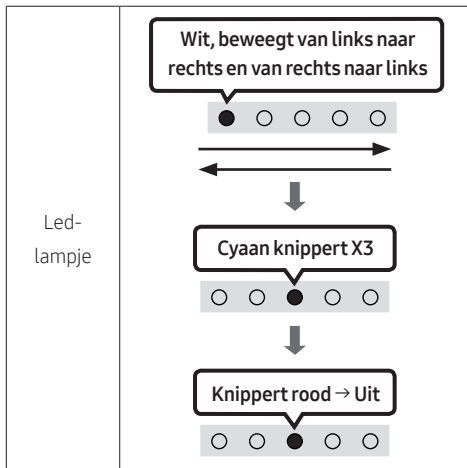 Wit, beweegt van links naar
rechts en van rechts naar links
Led-
lampje
Cyaan knippert X3
Knippert rood → Uit